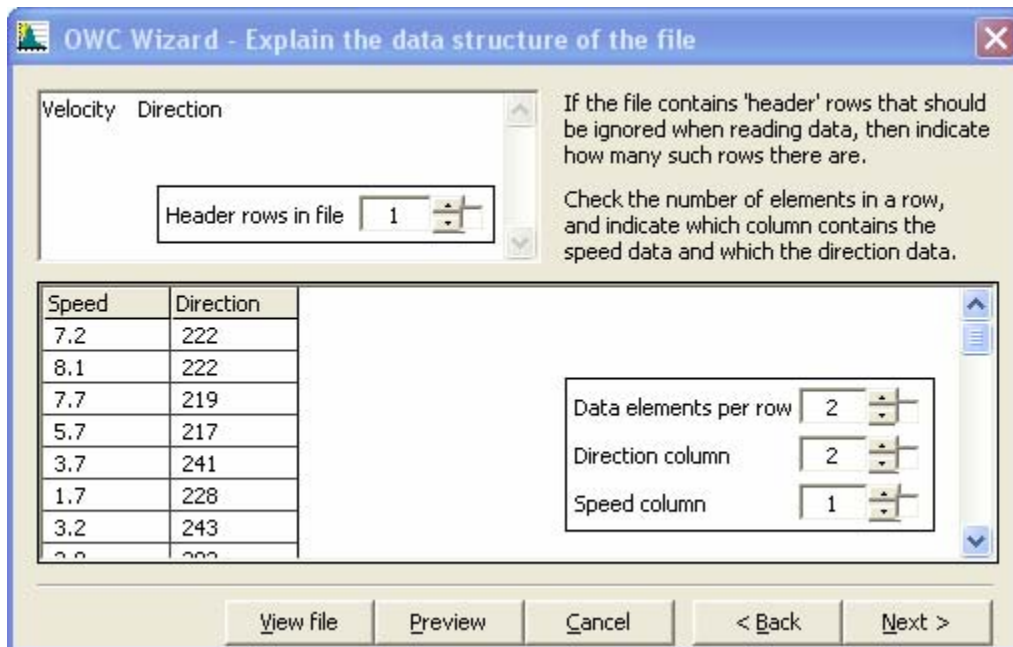 OWC Wizard - Explain the data structure of the file
Velocity Direction
Header rows in file 1
If the file contains 'header' rows that should
be ignored when reading data, then indicate
how many such rows there are.
Check the number of elements in a row,
and indicate which column contains the
speed data and which the direction data.
Speed Direction
7.2 222
8.1 222
7.7 219
5.7 217
3.7 241
1.7 228
3.2 243
Data elements per row 2
Direction column 2
Speed column 1
View file Preview Cancel < Back Next >